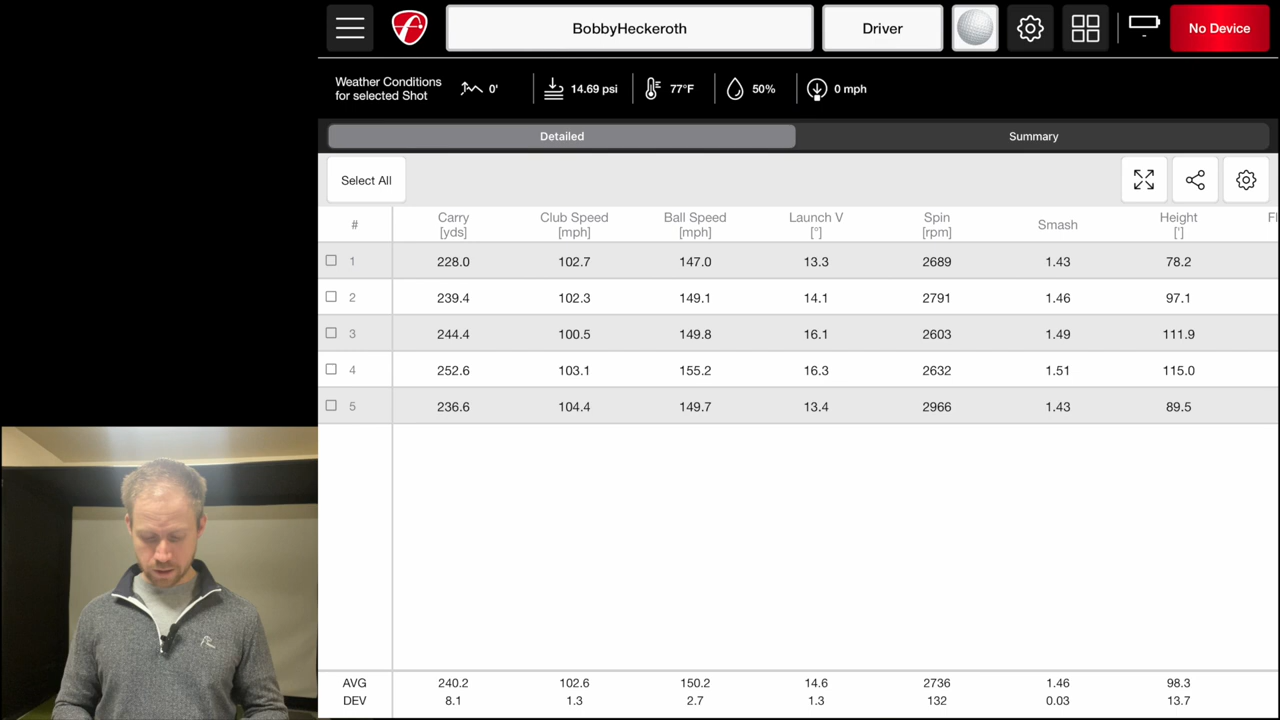 BobbyHeckeroth
Driver
No Device
Weather Conditions
for selected Shot
0'
14.69 psi
77°F
50%
0 mph
Detailed
Summary
Select All
# Carry [yds] Club Speed [mph] Ball Speed [mph] Launch V [°] Spin [rpm] Smash Height ['] Fl
1 228.0 102.7 147.0 13.3 2689 1.43 78.2
2 239.4 102.3 149.1 14.1 2791 1.46 97.1
3 244.4 100.5 149.8 16.1 2603 1.49 111.9
4 252.6 103.1 155.2 16.3 2632 1.51 115.0
5 236.6 104.4 149.7 13.4 2966 1.43 89.5
AVG 240.2 102.6 150.2 14.6 2736 1.46 98.3
DEV 8.1 1.3 2.7 1.3 132 0.03 13.7